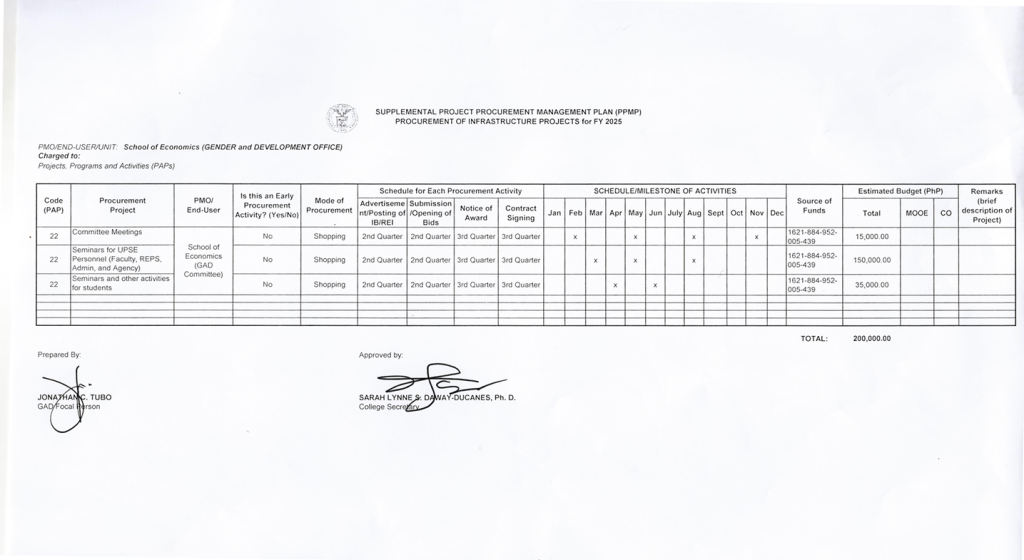 SUPPLEMENTAL PROJECT PROCUREMENT MANAGEMENT PLAN (PPMP)
PROCUREMENT OF INFRASTRUCTURE PROJECTS for FY 2025
PMO/END-USER/UNIT: School of Economics (GENDER and DEVELOPMENT OFFICE)
Charged to:
Projects, Programs and Activities (PAPs)
Code (PAP) Procurement Project PMO/ End-User Is this an Early Procurement Activity? (Yes/No) Mode of Procurement Schedule for Each Procurement Activity SCHEDULE/MILESTONE OF ACTIVITIES Source of Funds Estimated Budget (PhP) Remarks (brief description of Project)
Advertiseme nt/Posting of IB/REI Submission /Opening of Bids Notice of Award Contract Signing Jan Feb Mar Apr May Jun July Aug Sept Oct Nov Dec Total MOOE CO
22 Committee Meetings School of Economics (GAD Committee) No Shopping 2nd Quarter 2nd Quarter 3rd Quarter 3rd Quarter x x x x 1621-884-952-005-439 15,000.00
22 Seminars for UPSE Personnel (Faculty, REPS, Admin, and Agency) No Shopping 2nd Quarter 2nd Quarter 3rd Quarter 3rd Quarter x x x 1621-884-952-005-439 150,000.00
22 Seminars and other activities for students No Shopping 2nd Quarter 2nd Quarter 3rd Quarter 3rd Quarter x x 1621-884-952-005-439 35,000.00
TOTAL: 200,000.00
Prepared By: Approved by:
JONATHAN C. TUBO SARAH LYNNE S. DAWAY-DUCANES, Ph. D.
GAD Focal Person College Secretary